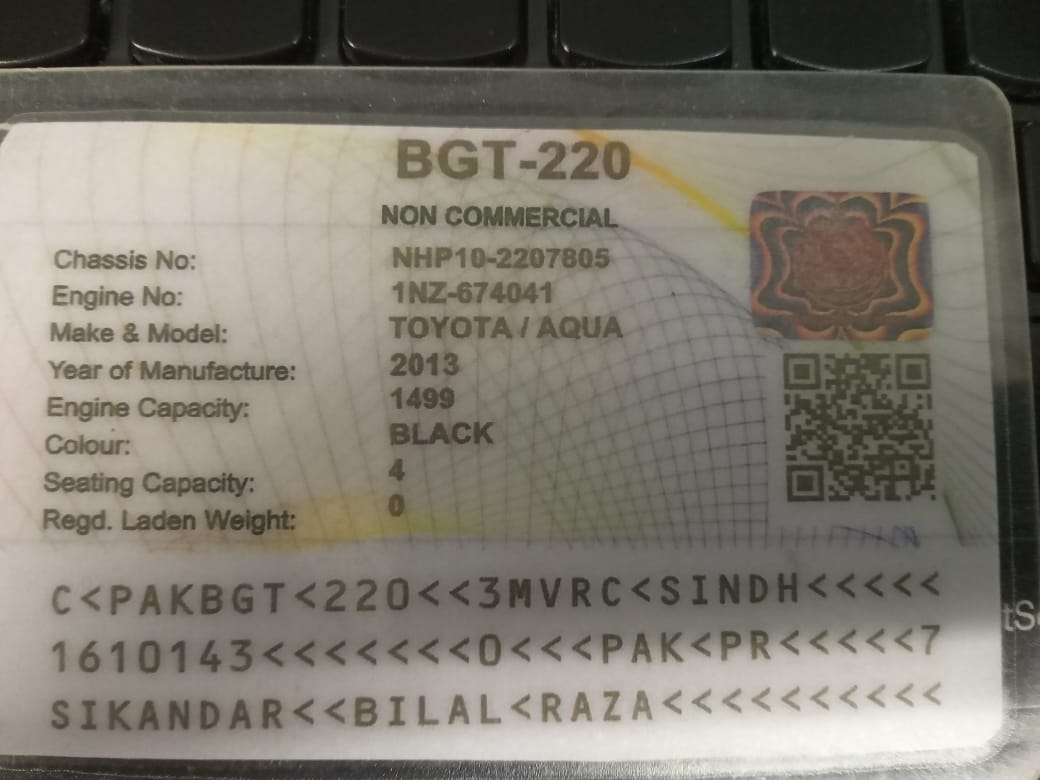 BGT-220
NON COMMERCIAL
Chassis No: NHP10-2207805
Engine No: 1NZ-674041
Make & Model: TOYOTA / AQUA
Year of Manufacture: 2013
Engine Capacity: 1499
Colour: BLACK
Seating Capacity: 4
Regd. Laden Weight: 0
C<PAKBGT<220<<3MVRC<SINDH<<<<<
1610143<<<<<<<0<<<PAK<PR<<<<<7
SIKANDAR<<BILAL<RAZA<<<<<<<<<<